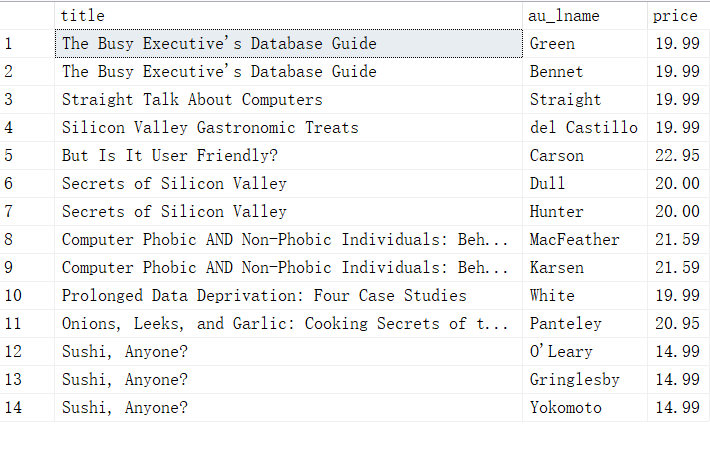 title au_lname price
1 The Busy Executive's Database Guide Green 19.99
2 The Busy Executive's Database Guide Bennet 19.99
3 Straight Talk About Computers Straight 19.99
4 Silicon Valley Gastronomic Treats del Castillo 19.99
5 But Is It User Friendly? Carson 22.95
6 Secrets of Silicon Valley Dull 20.00
7 Secrets of Silicon Valley Hunter 20.00
8 Computer Phobic AND Non-Phobic Individuals: Beh... MacFeather 21.59
9 Computer Phobic AND Non-Phobic Individuals: Beh... Karsen 21.59
10 Prolonged Data Deprivation: Four Case Studies White 19.99
11 Onions, Leeks, and Garlic: Cooking Secrets of t... Panteley 20.95
12 Sushi, Anyone? O'Leary 14.99
13 Sushi, Anyone? Gringlesby 14.99
14 Sushi, Anyone? Yokomoto 14.99